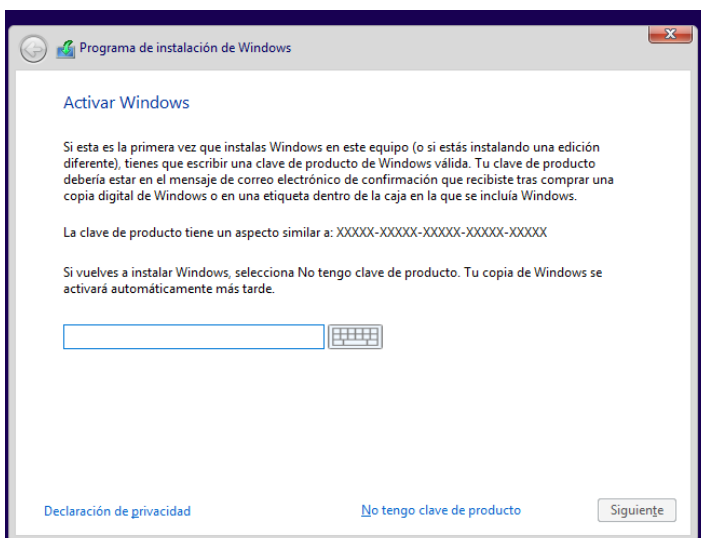 Programa de instalación de Windows
Activar Windows
Si esta es la primera vez que instalas Windows en este equipo (o si estás instalando una edición
diferente), tienes que escribir una clave de producto de Windows válida. Tu clave de producto
debería estar en el mensaje de correo electrónico de confirmación que recibiste tras comprar una
copia digital de Windows o en una etiqueta dentro de la caja en la que se incluía Windows.
La clave de producto tiene un aspecto similar a: XXXXX-XXXXX-XXXXX-XXXXX-XXXXX
Si vuelves a instalar Windows, selecciona No tengo clave de producto. Tu copia de Windows se
activará automáticamente más tarde.
Declaración de privacidad
No tengo clave de producto
Siguiente